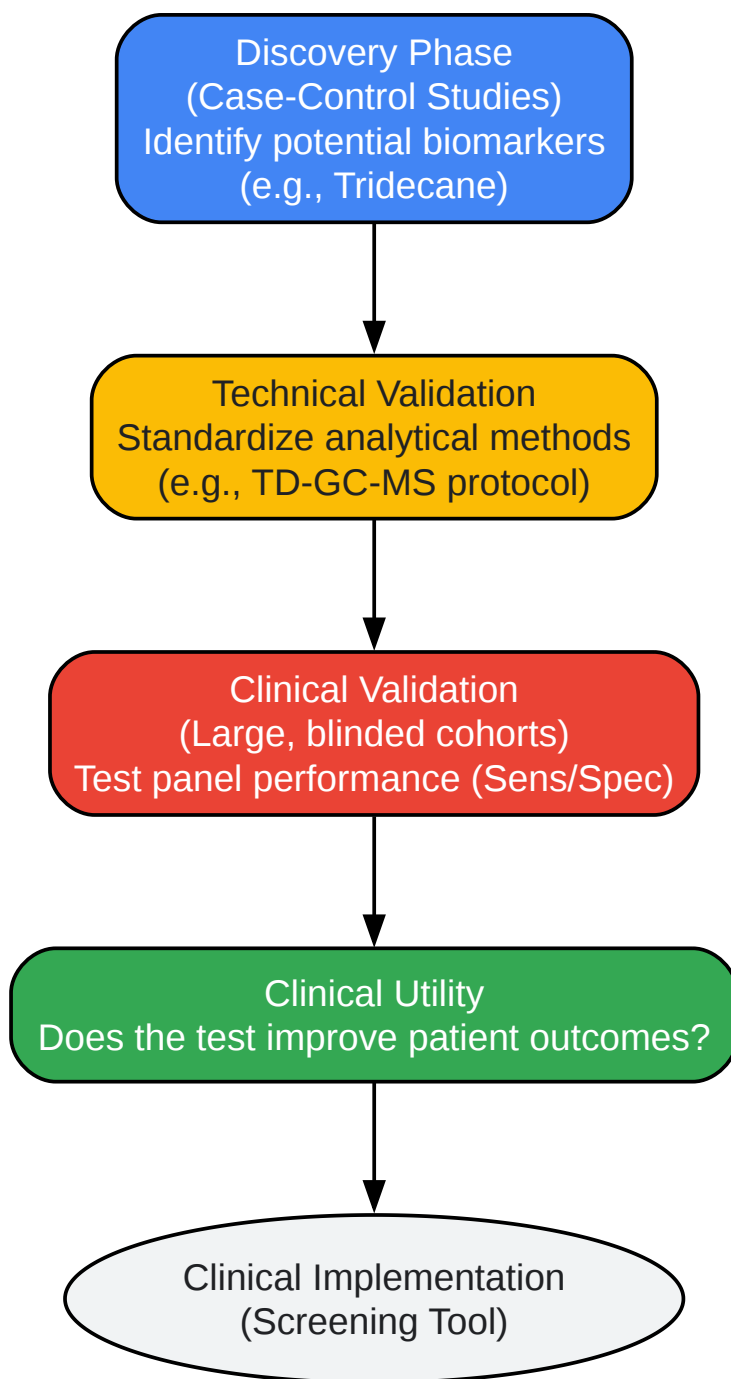 Discovery Phase
(Case-Control Studies)
Identify potential biomarkers
(e.g., Tridecane)
Technical Validation
Standardize analytical methods
(e.g., TD-GC-MS protocol)
Clinical Validation
(Large, blinded cohorts)
Test panel performance (Sens/Spec)
Clinical Utility
Does the test improve patient outcomes?
Clinical Implementation
(Screening Tool)